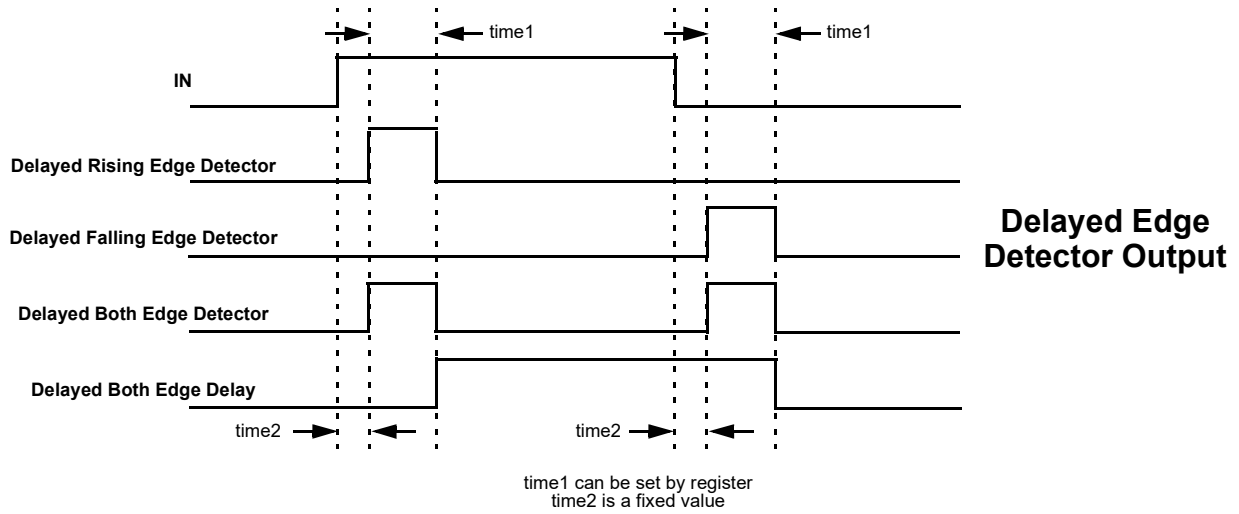 time1
time1
IN
Delayed Rising Edge Detector
Delayed Falling Edge Detector
Delayed Edge
Detector Output
Delayed Both Edge Detector
Delayed Both Edge Delay
time2
time2
time1 can be set by register
time2 is a fixed value